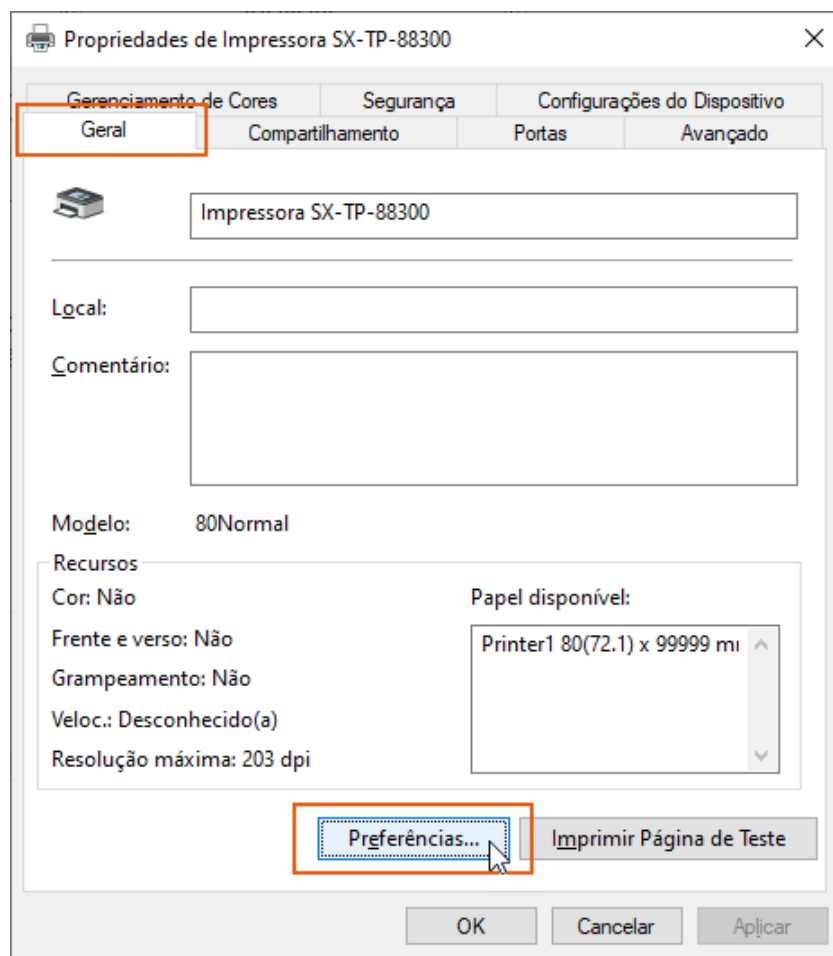 Propriedades de Impressora SX-TP-88300
Gerenciamento de Cores Segurança Configurações do Dispositivo
Geral Compartilhamento Portas Avançado
Impressora SX-TP-88300
Local:
Comentário:
Modelo: 80Normal
Recursos
Cor: Não Papel disponível:
Frente e verso: Não Printer1 80(72.1) x 99999
Grampeamento: Não
Veloc.: Desconhecido(a)
Resolução máxima: 203 dpi
Preferências... Imprimir Página de Teste
OK Cancelar Aplicar